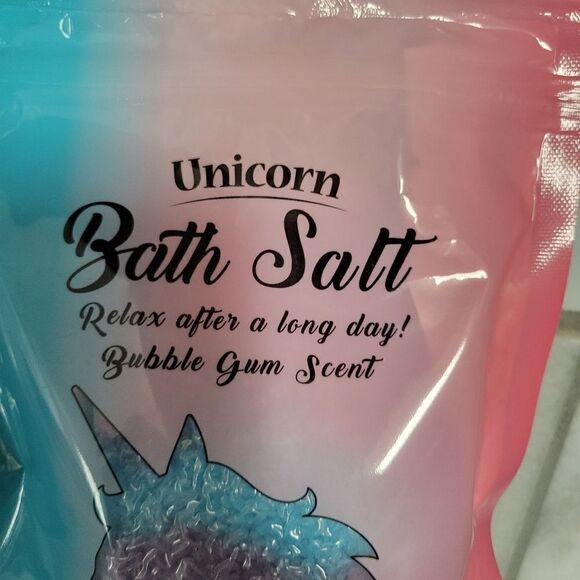 Unicorn
Bath Salt
Relax after a long day!
Bubble Gum Scent